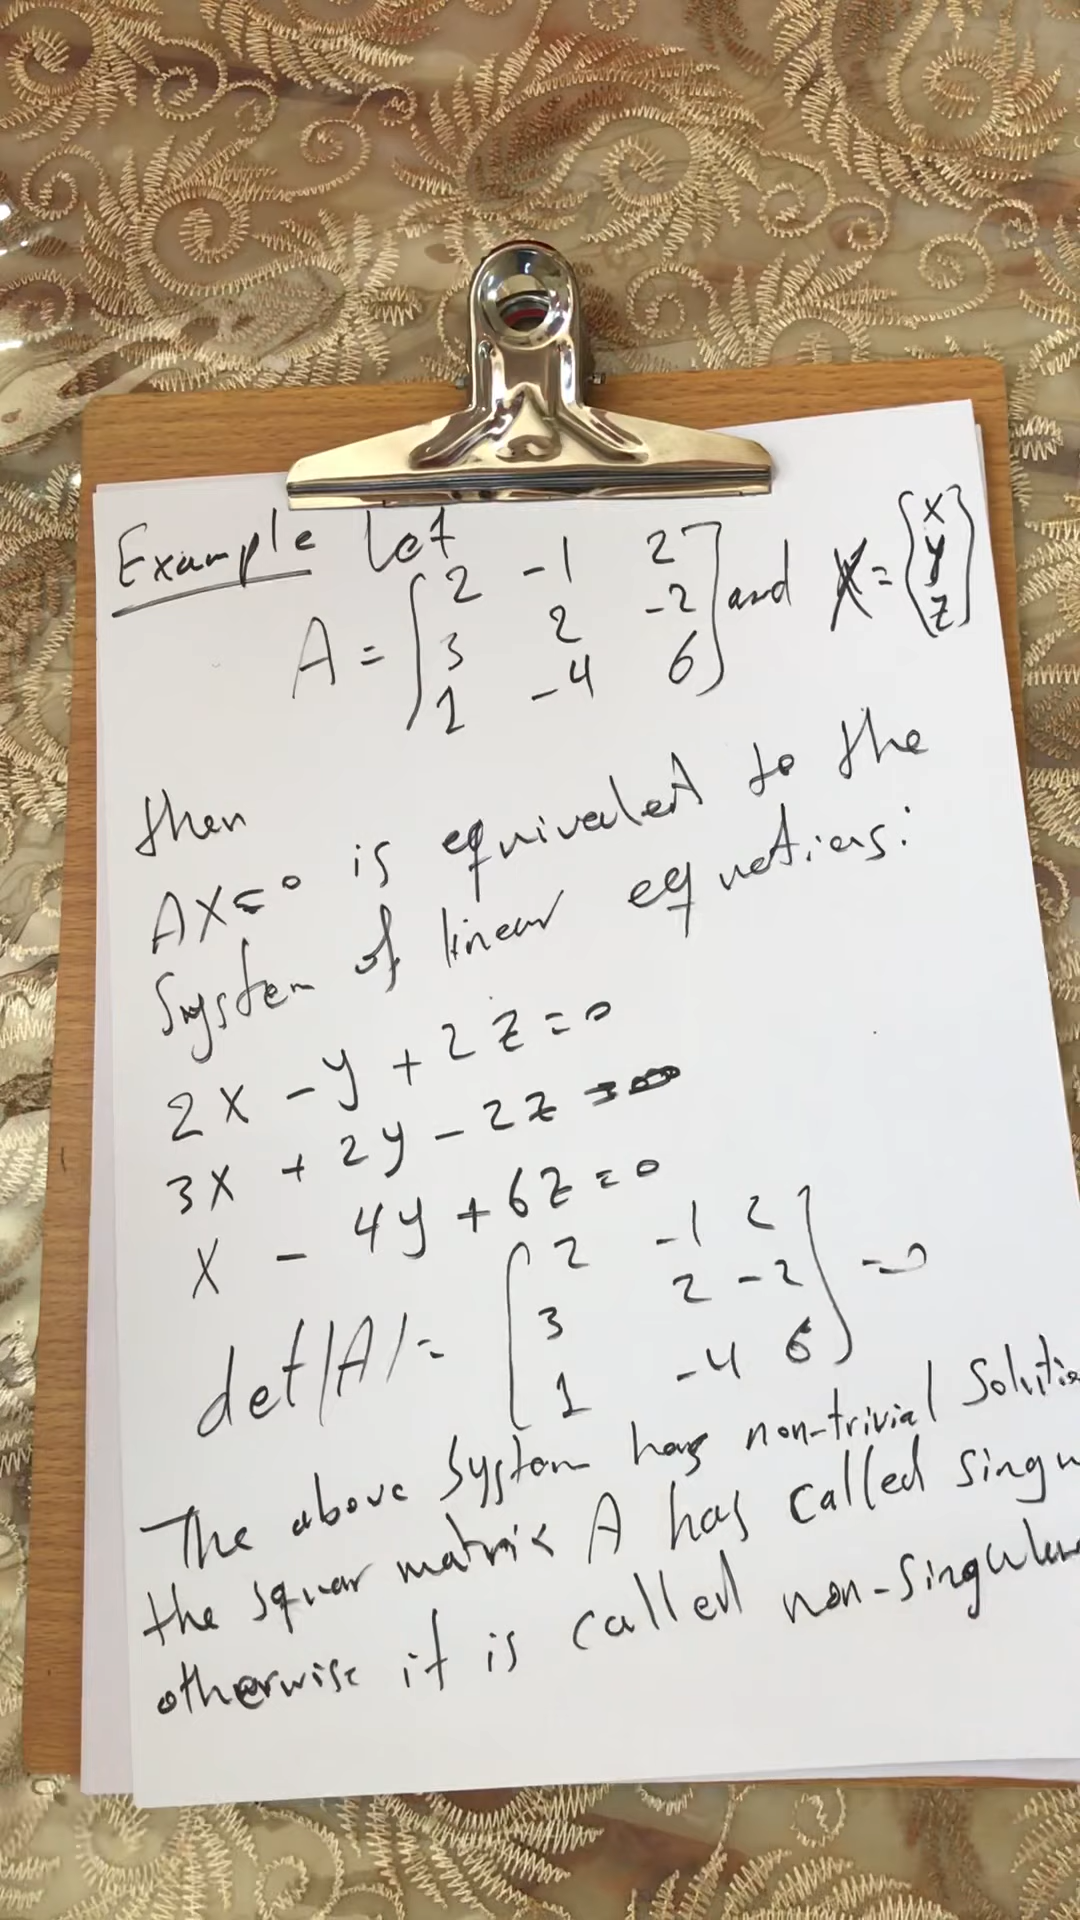 Example Let
A = [2 -1 2
3 2 -2
1 -4 6] and X = [x
y
z]
then
AX = 0 is equivalent to the
System of linear equations:
2x - y + 2z = 0
3x + 2y - 2z = 0
x - 4y + 6z = 0
det|A| = [2 -1 2
3 2 -2
1 -4 6] = 0
The above System has non-trivial Solutio
the squar matrix A has called singu
otherwise it is called non-singular